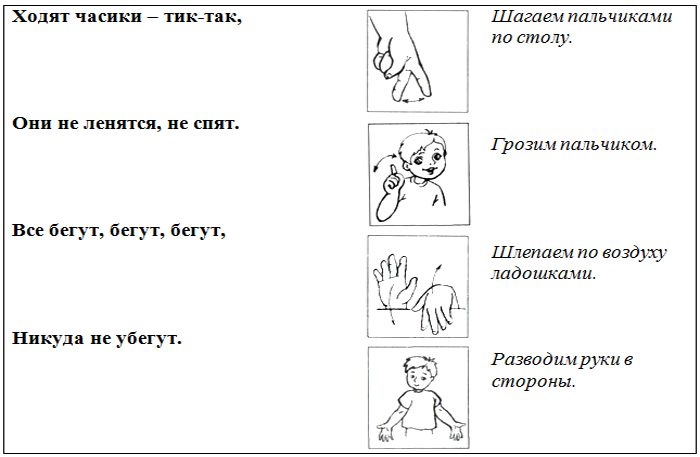 Ходят часики – тик-так,
Шагаем пальчиками
по столу.
Они не ленятся, не спят.
Грозим пальчиком.
Все бегут, бегут, бегут,
Шлепаем по воздуху
ладошками.
Никуда не убегут.
Разводим руки в
стороны.